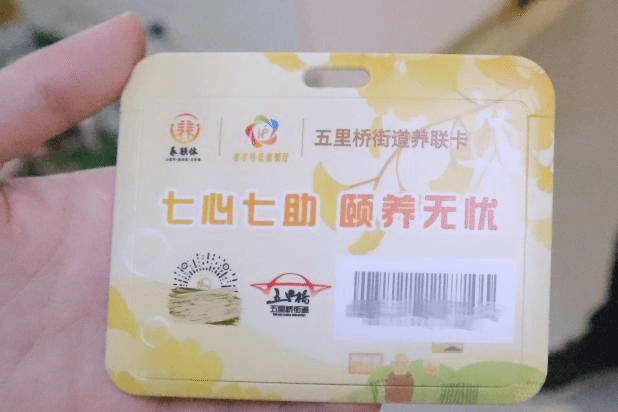 五里桥街道养联卡
养联体
七心七助 颐养无忧
五里桥
五里桥街道